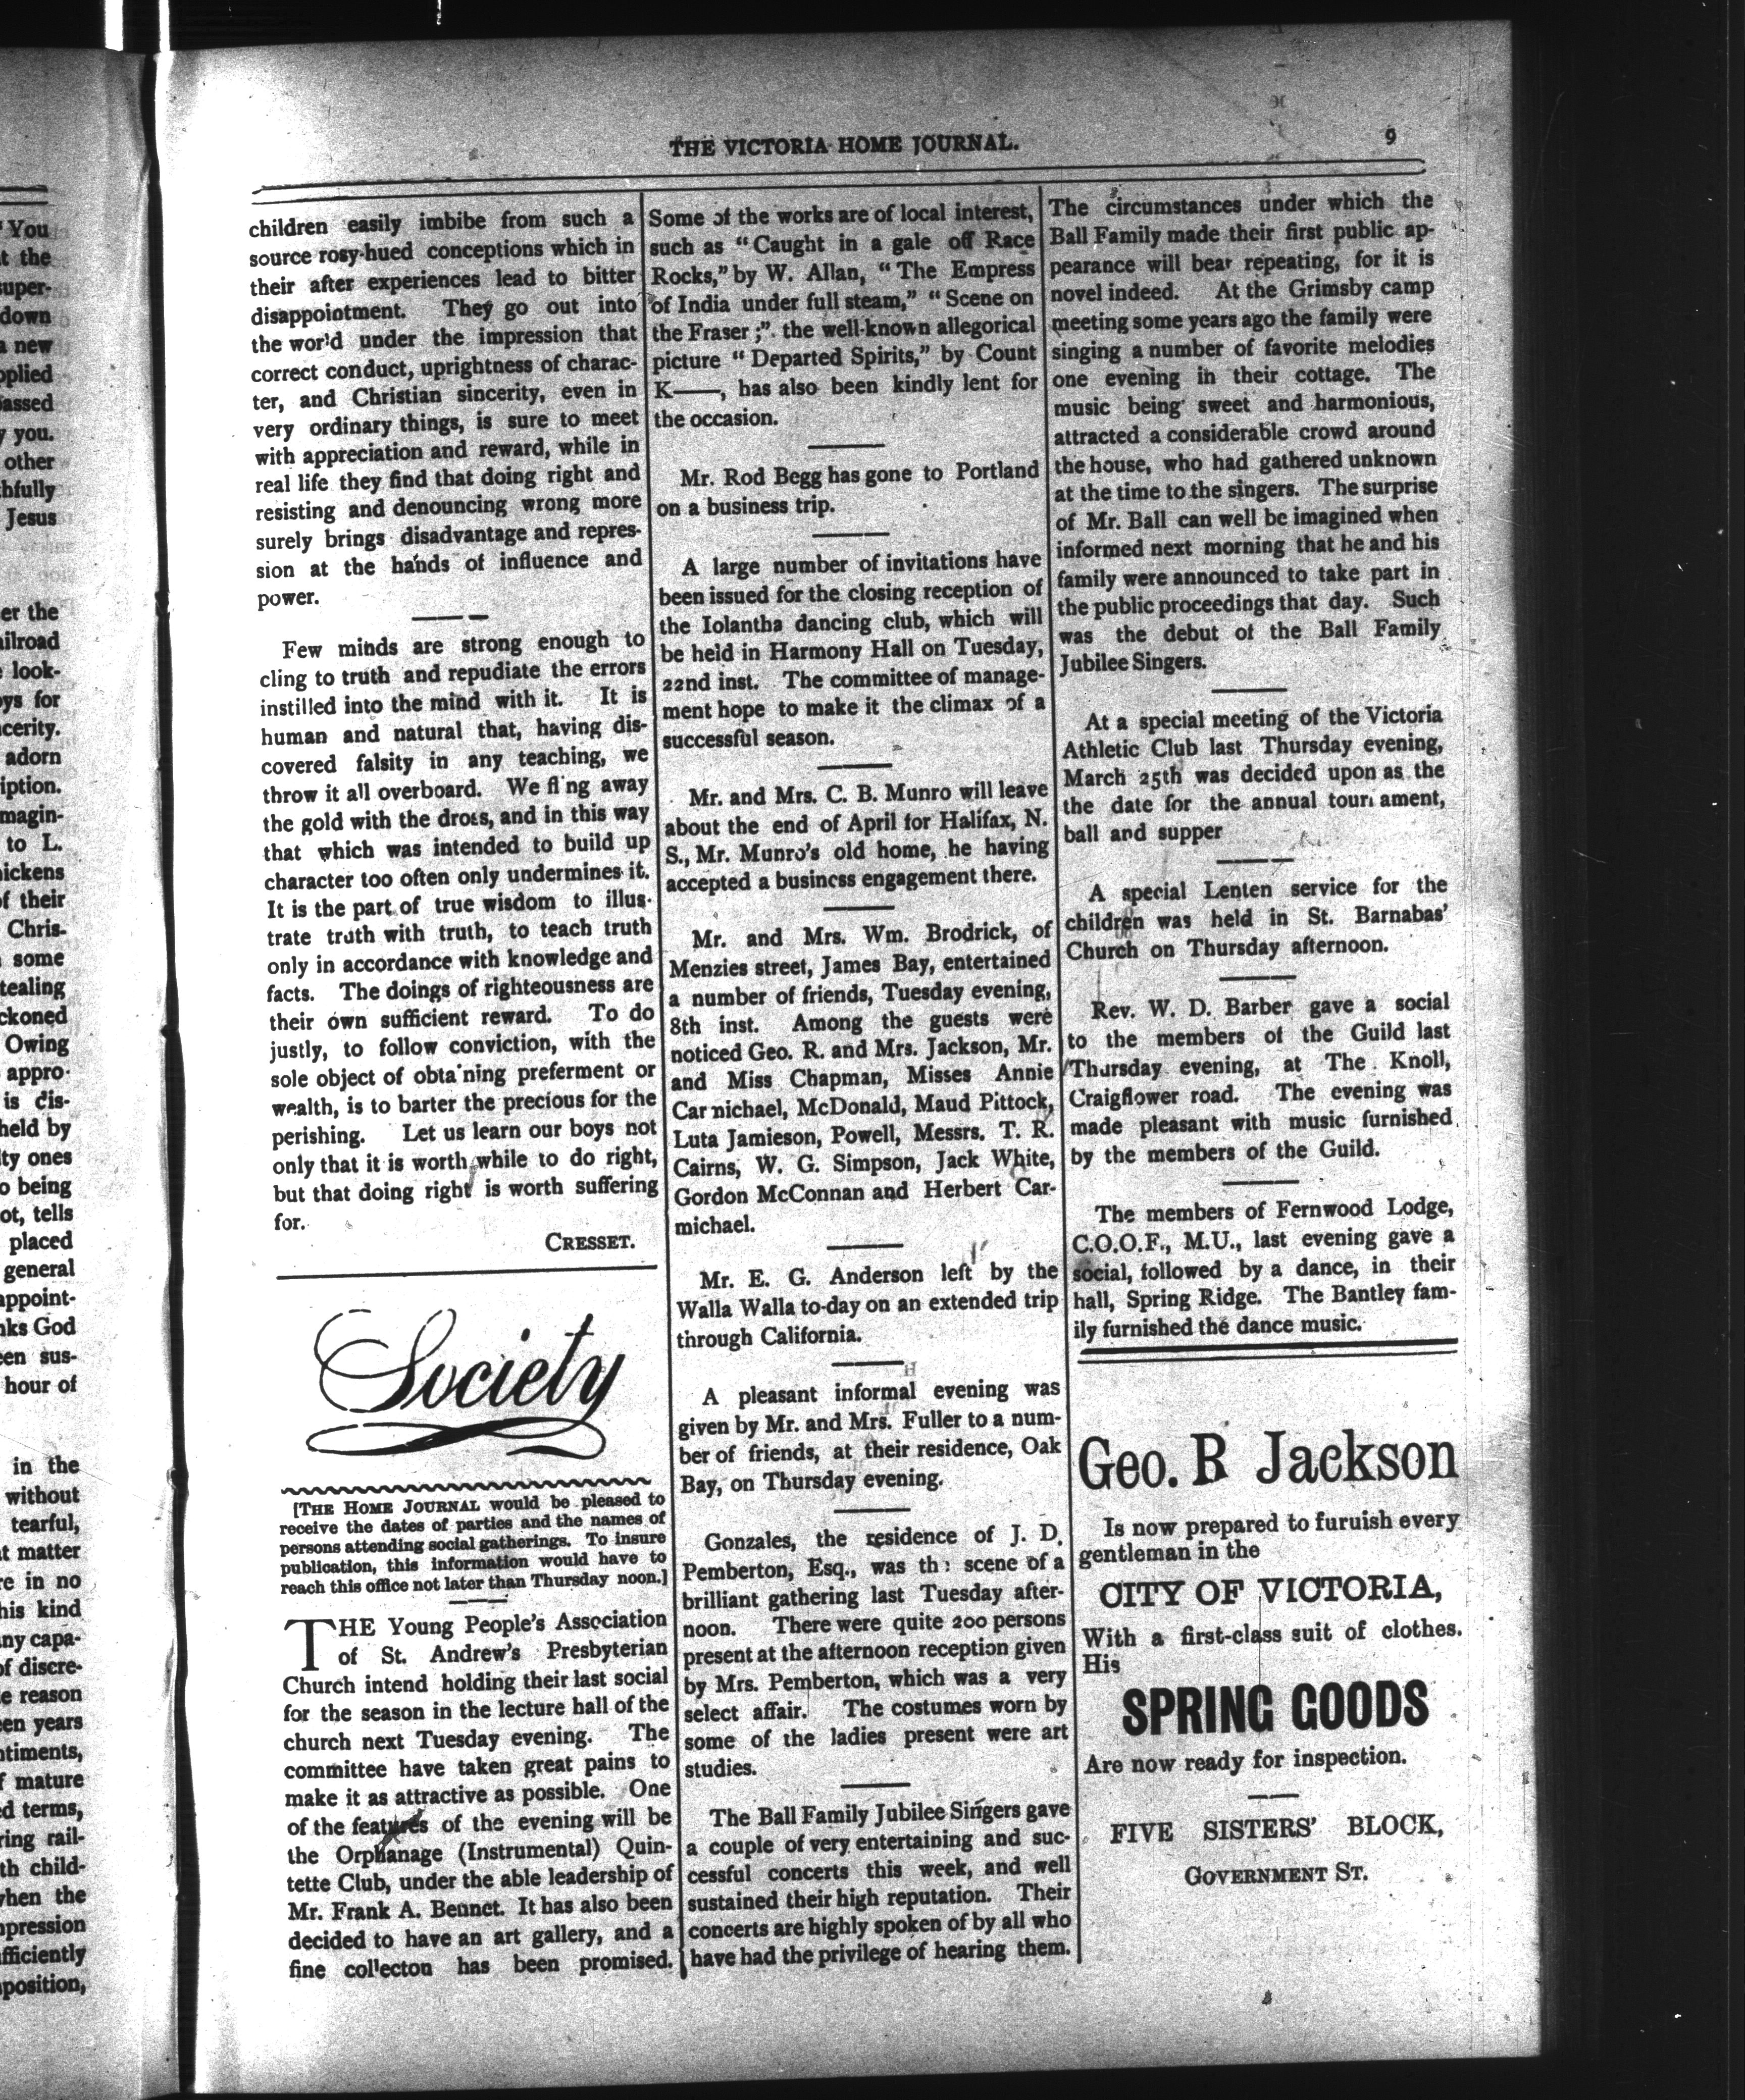 THE VICTORIA HOME JOURNAL.
9
children easily imbibe from such a
source rosy-hued conceptions which in
their after experiences lead to bitter
disappointment. They go out into
the wor'd under the impression that
correct conduct, uprightness of charac-
ter, and Christian sincerity, even in
very ordinary things, is sure to meet
with appreciation and reward, while in
real life they find that doing right and
resisting and denouncing wrong more
surely brings disadvantage and repres-
sion at the hands of influence and
power.
Few minds are strong enough to
cling to truth and repudiate the errors
instilled into the mind with it. It is
human and natural that, having dis-
covered falsity in any teaching, we
throw it all overboard. We fl'ng away
the gold with the dross, and in this way
that which was intended to build up
character too often only undermines it.
It is the part of true wisdom to illus-
trate truth with truth, to teach truth
only in accordance with knowledge and
facts. The doings of righteousness are
their own sufficient reward. To do
justly, to follow conviction, with the
sole object of obta'ning preferment or
wealth, is to barter the precious for the
perishing. Let us learn our boys not
only that it is worth while to do right,
but that doing right is worth suffering
for.
CRESSET.
Society
[THE HOME JOURNAL would be pleased to
receive the dates of parties and the names of
persons attending social gatherings. To insure
publication, this information would have to
reach this office not later than Thursday noon.]
THE Young People's Association
of St. Andrew's Presbyterian
Church intend holding their last social
for the season in the lecture hall of the
church next Tuesday evening. The
committee have taken great pains to
make it as attractive as possible. One
of the features of the evening will be
the Orphanage (Instrumental) Quin-
tette Club, under the able leadership of
Mr. Frank A. Bennet. It has also been
decided to have an art gallery, and a
fine col'ecton has been promised.
Some of the works are of local interest,
such as "Caught in a gale off Race
Rocks," by W. Allan, "The Empress
of India under full steam," "Scene on
the Fraser;" the well-known allegorical
picture "Departed Spirits," by Count
K——, has also been kindly lent for
the occasion.
Mr. Rod Begg has gone to Portland
on a business trip.
A large number of invitations have
been issued for the closing reception of
the Iolantha dancing club, which will
be held in Harmony Hall on Tuesday,
22nd inst. The committee of manage-
ment hope to make it the climax of a
successful season.
Mr. and Mrs. C. B. Munro will leave
about the end of April for Halifax, N.
S., Mr. Munro's old home, he having
accepted a business engagement there.
Mr. and Mrs. Wm. Brodrick, of
Menzies street, James Bay, entertained
a number of friends, Tuesday evening,
8th inst. Among the guests were
noticed Geo. R. and Mrs. Jackson, Mr.
and Miss Chapman, Misses Annie
Carmichael, McDonald, Maud Pittock,
Luta Jamieson, Powell, Messrs. T. R.
Cairns, W. G. Simpson, Jack White,
Gordon McConnan and Herbert Car-
michael.
Mr. E. G. Anderson left by the
Walla Walla to-day on an extended trip
through California.
A pleasant informal evening was
given by Mr. and Mrs. Fuller to a num-
ber of friends, at their residence, Oak
Bay, on Thursday evening.
Gonzales, the residence of J. D.
Pemberton, Esq., was the scene of a
brilliant gathering last Tuesday after-
noon. There were quite 200 persons
present at the afternoon reception given
by Mrs. Pemberton, which was a very
select affair. The costumes worn by
some of the ladies present were art
studies.
The Ball Family Jubilee Singers gave
a couple of very entertaining and suc-
cessful concerts this week, and well
sustained their high reputation. Their
concerts are highly spoken of by all who
have had the privilege of hearing them.
The circumstances under which the
Ball Family made their first public ap-
pearance will bear repeating, for it is
novel indeed. At the Grimsby camp
meeting some years ago the family were
singing a number of favorite melodies
one evening in their cottage. The
music being sweet and harmonious,
attracted a considerable crowd around
the house, who had gathered unknown
at the time to the singers. The surprise
of Mr. Ball can well be imagined when
informed next morning that he and his
family were announced to take part in
the public proceedings that day. Such
was the debut of the Ball Family
Jubilee Singers.
At a special meeting of the Victoria
Athletic Club last Thursday evening,
March 25th was decided upon as the
the date for the annual tour ament,
ball and supper
A special Lenten service for the
children was held in St. Barnabas'
Church on Thursday afternoon.
Rev. W. D. Barber gave a social
to the members of the Guild last
Thursday evening, at The Knoll,
Craigflower road. The evening was
made pleasant with music furnished
by the members of the Guild.
The members of Fernwood Lodge,
C.O.O.F., M.U., last evening gave a
social, followed by a dance, in their
hall, Spring Ridge. The Bantley fam-
ily furnished the dance music.
Geo. R Jackson
Is now prepared to furuish every
gentleman in the
CITY OF VICTORIA,
With a first-class suit of clothes.
His
SPRING GOODS
Are now ready for inspection.
FIVE SISTERS' BLOCK,
GOVERNMENT ST.